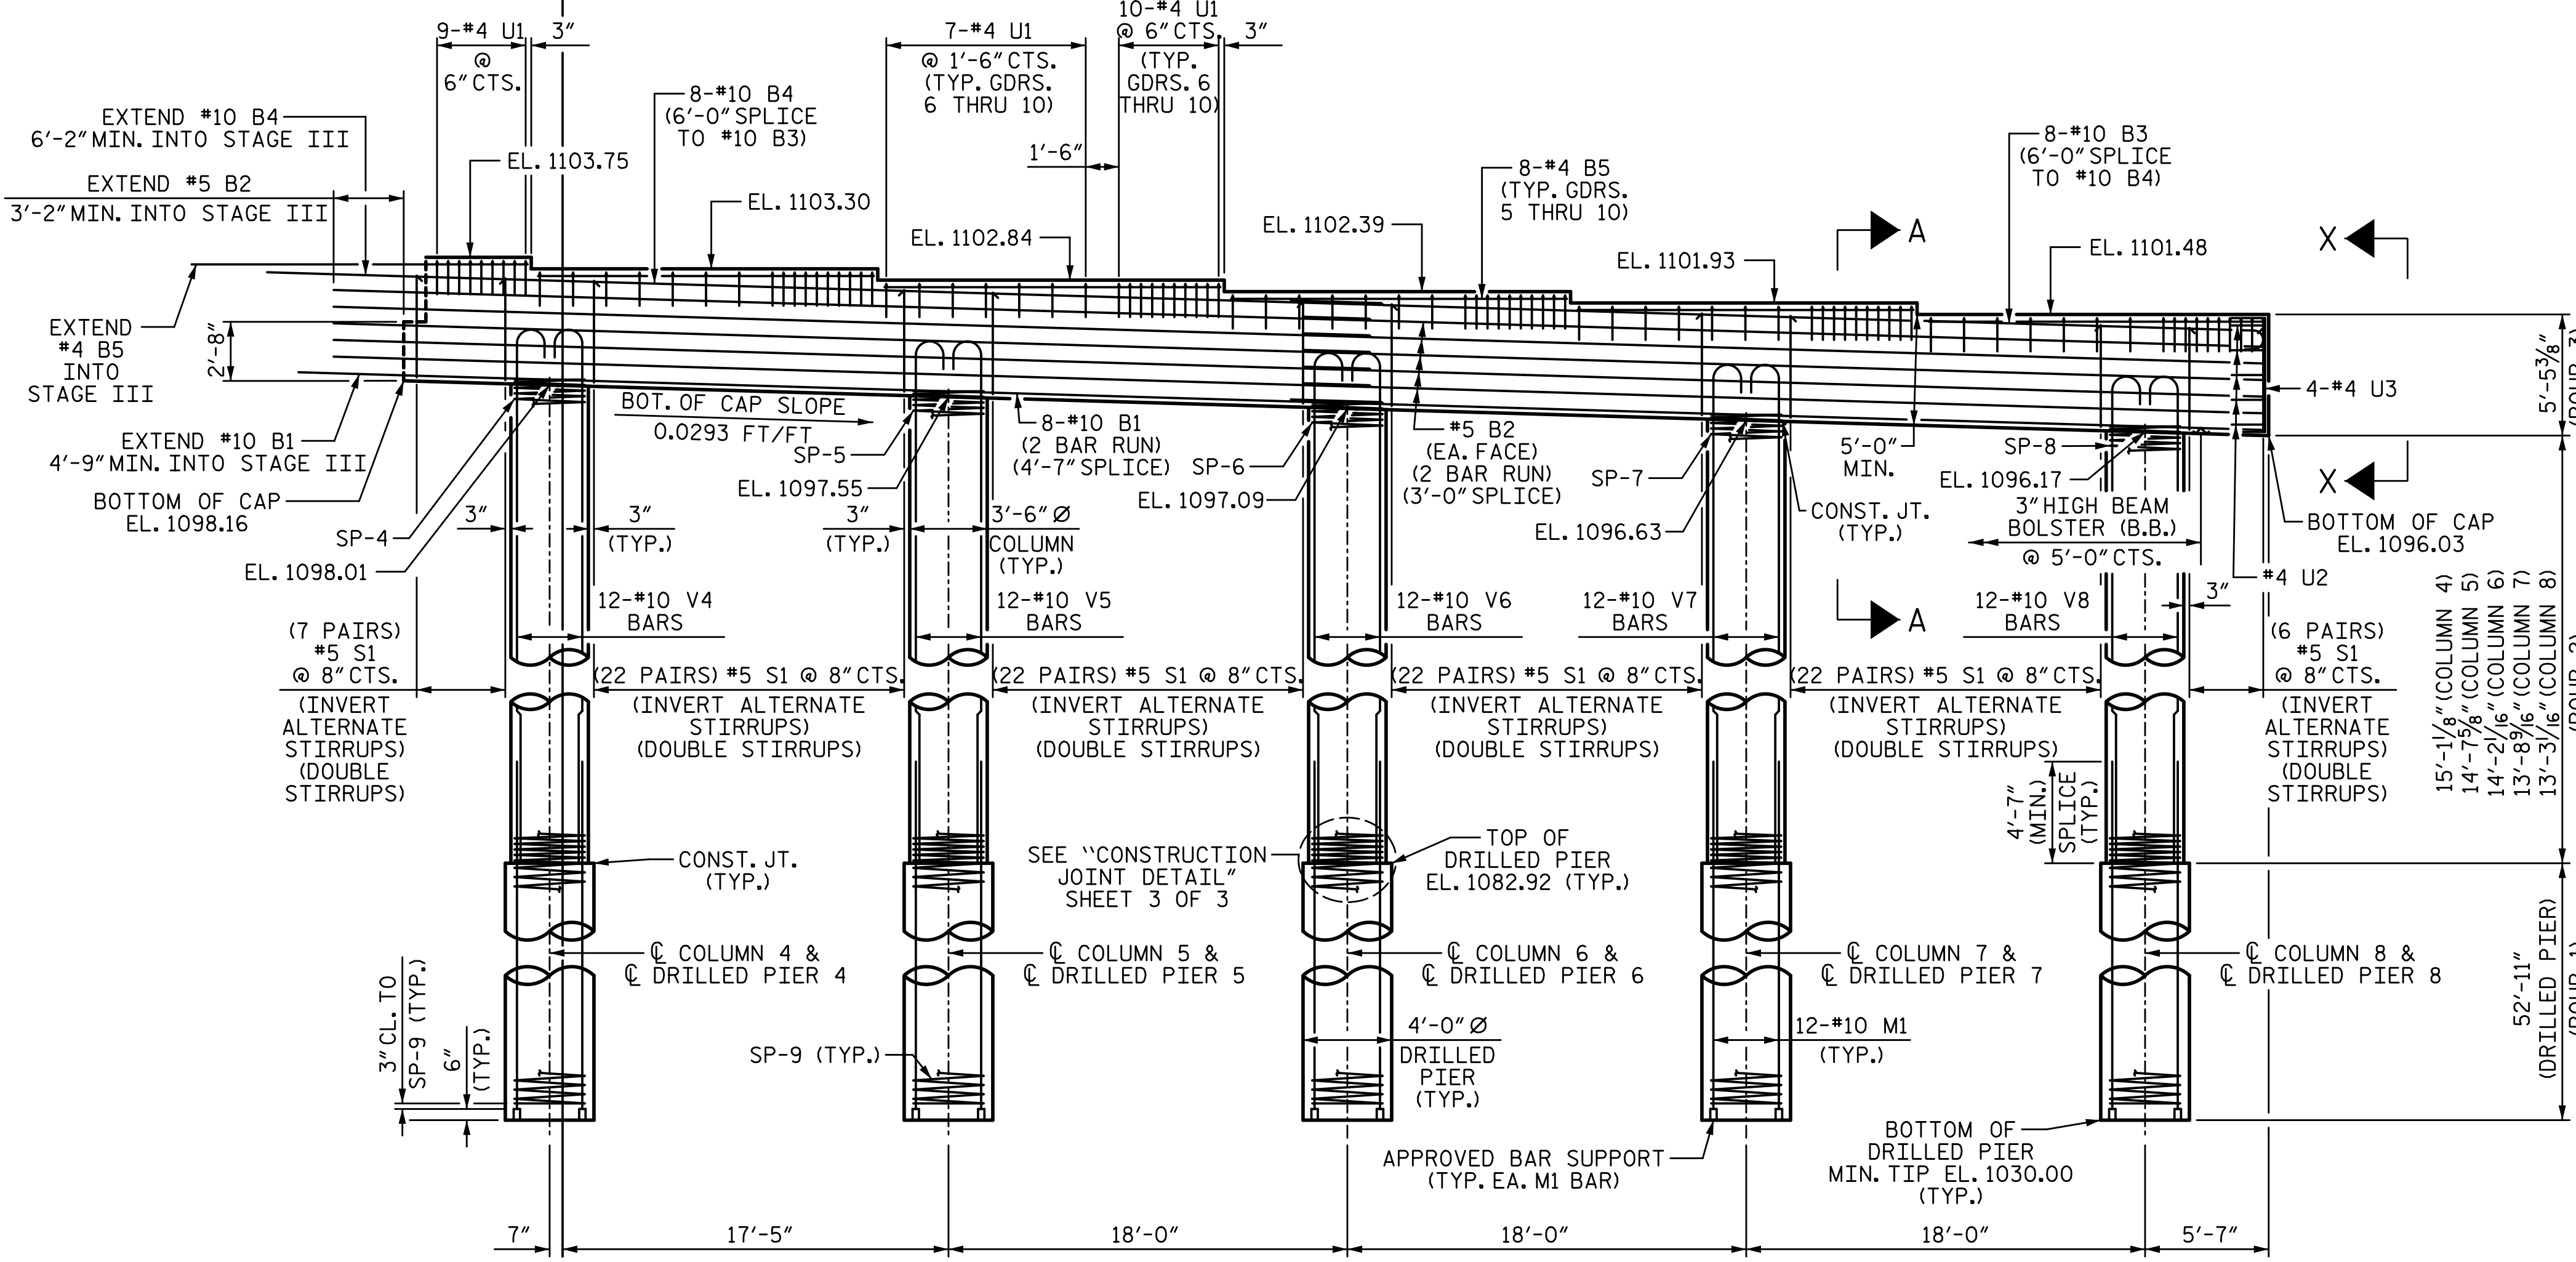 9-#4 U1
@
6" CTS.
3"
7-#4 U1
@ 1'-6" CTS.
(TYP. GDRS.
6 THRU 10)
10-#4 U1
@ 6" CTS.
(TYP.
GDRS. 6
THRU 10)
3"
1'-6"
EXTEND #10 B4
6'-2" MIN. INTO STAGE III
EXTEND #5 B2
3'-2" MIN. INTO STAGE III
EL. 1103.75
8-#10 B4
(6'-0" SPLICE
TO #10 B3)
EL. 1103.30
EL. 1102.84
EL. 1102.39
8-#4 B5
(TYP. GDRS.
5 THRU 10)
EL. 1101.93
A
8-#10 B3
(6'-0" SPLICE
TO #10 B4)
EL. 1101.48
X
EXTEND
#4 B5
INTO
STAGE III
2'-8"
EXTEND #10 B1
4'-9" MIN. INTO STAGE III
BOTTOM OF CAP
EL. 1098.16
SP-4
EL. 1098.01
BOT. OF CAP SLOPE
0.0293 FT/FT
SP-5
EL. 1097.55
8-#10 B1
(2 BAR RUN)
(4'-7" SPLICE)
SP-6
EL. 1097.09
#5 B2
(EA. FACE)
(2 BAR RUN)
(3'-0" SPLICE)
SP-7
EL. 1096.63
5'-0"
MIN.
CONST. JT.
(TYP.)
SP-8
EL. 1096.17
3" HIGH BEAM
BOLSTER (B.B.)
@ 5'-0" CTS.
4-#4 U3
X
BOTTOM OF CAP
EL. 1096.03
#4 U2
5'-5 3/8"
(POUR 3)
3"
3"
(TYP.)
3"
(TYP.)
3'-6" Ø
COLUMN
(TYP.)
3"
12-#10 V4
BARS
12-#10 V5
BARS
12-#10 V6
BARS
12-#10 V7
BARS
A
12-#10 V8
BARS
(7 PAIRS)
#5 S1
@ 8" CTS.
(INVERT
ALTERNATE
STIRRUPS)
(DOUBLE
STIRRUPS)
(22 PAIRS) #5 S1 @ 8" CTS.
(INVERT ALTERNATE
STIRRUPS)
(DOUBLE STIRRUPS)
(22 PAIRS) #5 S1 @ 8" CTS.
(INVERT ALTERNATE
STIRRUPS)
(DOUBLE STIRRUPS)
(22 PAIRS) #5 S1 @ 8" CTS.
(INVERT ALTERNATE
STIRRUPS)
(DOUBLE STIRRUPS)
(22 PAIRS) #5 S1 @ 8" CTS.
(INVERT ALTERNATE
STIRRUPS)
(DOUBLE STIRRUPS)
(6 PAIRS)
#5 S1
@ 8" CTS.
(INVERT
ALTERNATE
STIRRUPS)
(DOUBLE
STIRRUPS)
15'-1 1/8" (COLUMN 4)
14'-7 5/8" (COLUMN 5)
14'-2 1/16" (COLUMN 6)
13'-8 9/16" (COLUMN 7)
13'-3 1/16" (COLUMN 8)
(POUR 2)
4'-7"
(MIN.)
SPLICE
(TYP.)
CONST. JT.
(TYP.)
SEE "CONSTRUCTION
JOINT DETAIL"
SHEET 3 OF 3
TOP OF
DRILLED PIER
EL. 1082.92 (TYP.)
℄ COLUMN 4 &
℄ DRILLED PIER 4
℄ COLUMN 5 &
℄ DRILLED PIER 5
℄ COLUMN 6 &
℄ DRILLED PIER 6
℄ COLUMN 7 &
℄ DRILLED PIER 7
℄ COLUMN 8 &
℄ DRILLED PIER 8
3" CL. TO
SP-9 (TYP.)
6"
(TYP.)
SP-9 (TYP.)
4'-0" Ø
DRILLED
PIER
(TYP.)
12-#10 M1
(TYP.)
52'-11"
(DRILLED PIER)
(POUR 1)
APPROVED BAR SUPPORT
(TYP. EA. M1 BAR)
BOTTOM OF
DRILLED PIER
MIN. TIP EL. 1030.00
(TYP.)
7"
17'-5"
18'-0"
18'-0"
18'-0"
5'-7"